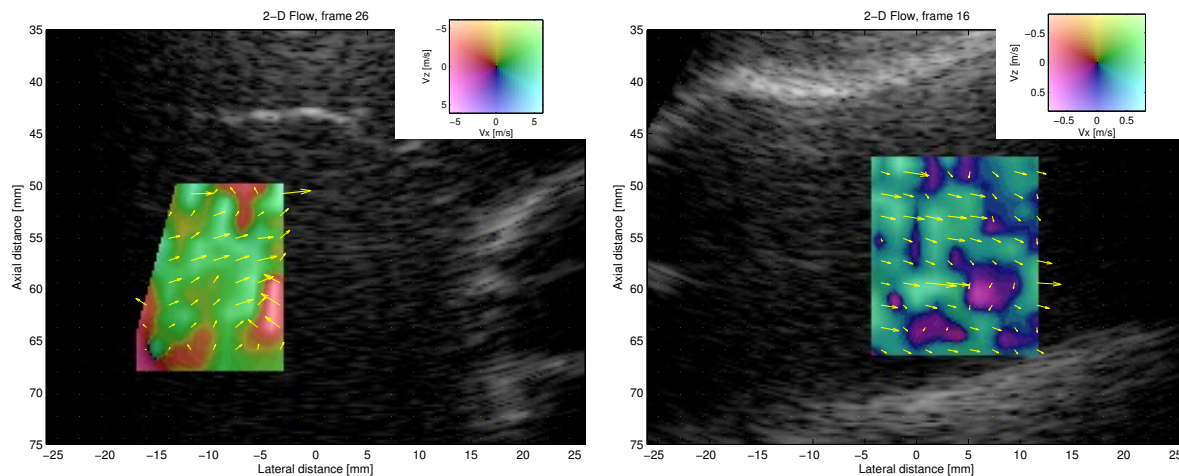 2-D Flow, frame 26
−5
0
5
Vz [m/s]
−5 0 5
Vx [m/s]
35
40
45
50
55
60
65
70
75
Axial distance [mm]
−25 −20 −15 −10 −5 0 5 10 15 20 25
Lateral distance [mm]
2-D Flow, frame 16
−0.5
0
0.5
Vz [m/s]
−0.5 0 0.5
Vx [m/s]
35
40
45
50
55
60
65
70
75
Axial distance [mm]
−25 −20 −15 −10 −5 0 5 10 15 20 25
Lateral distance [mm]